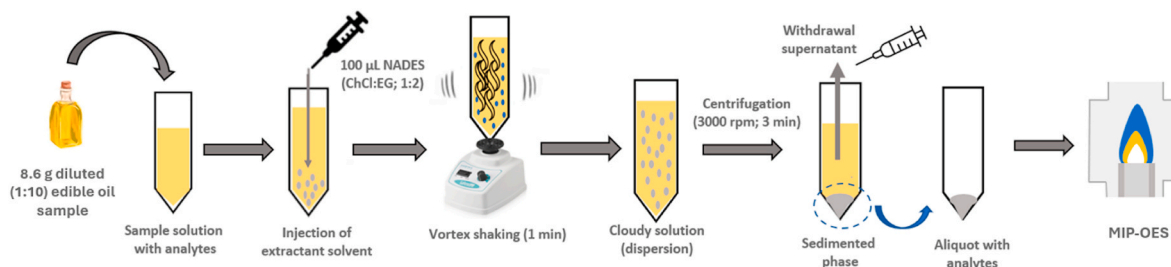 8.6 g diluted
(1:10) edible oil
sample
Sample solution
with analytes
100 µL NADES
(ChCl:EG; 1:2)
Injection of
extractant solvent
Vortex shaking (1 min)
Cloudy solution
(dispersion)
Centrifugation
(3000 rpm; 3 min)
Withdrawal
supernatant
Sedimented
phase
Aliquot with
analytes
MIP-OES